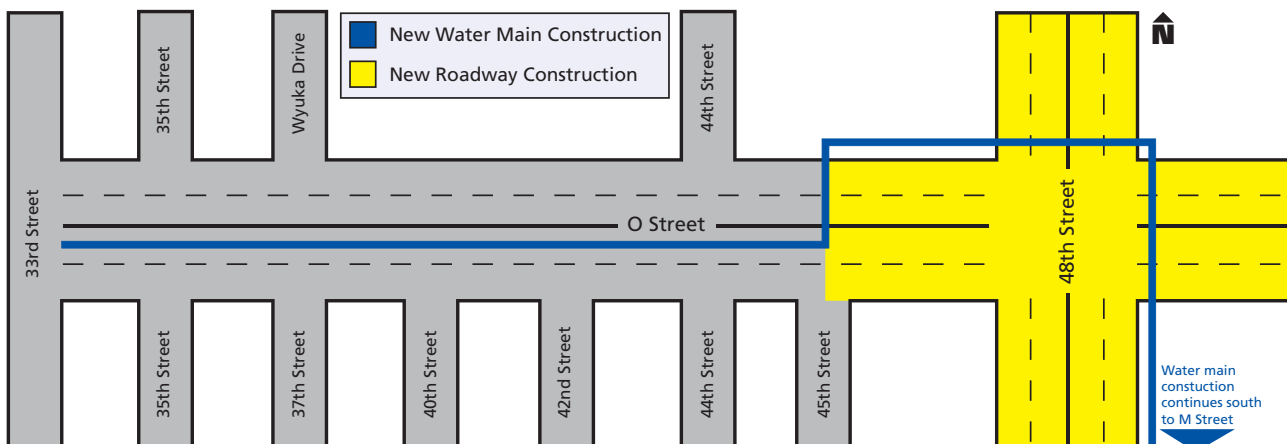 New Water Main Construction
New Roadway Construction
N
35th Street
Wyuka Drive
44th Street
33rd Street
O Street
48th Street
35th Street
37th Street
40th Street
42nd Street
44th Street
45th Street
Water main
constuction
continues south
to M Street